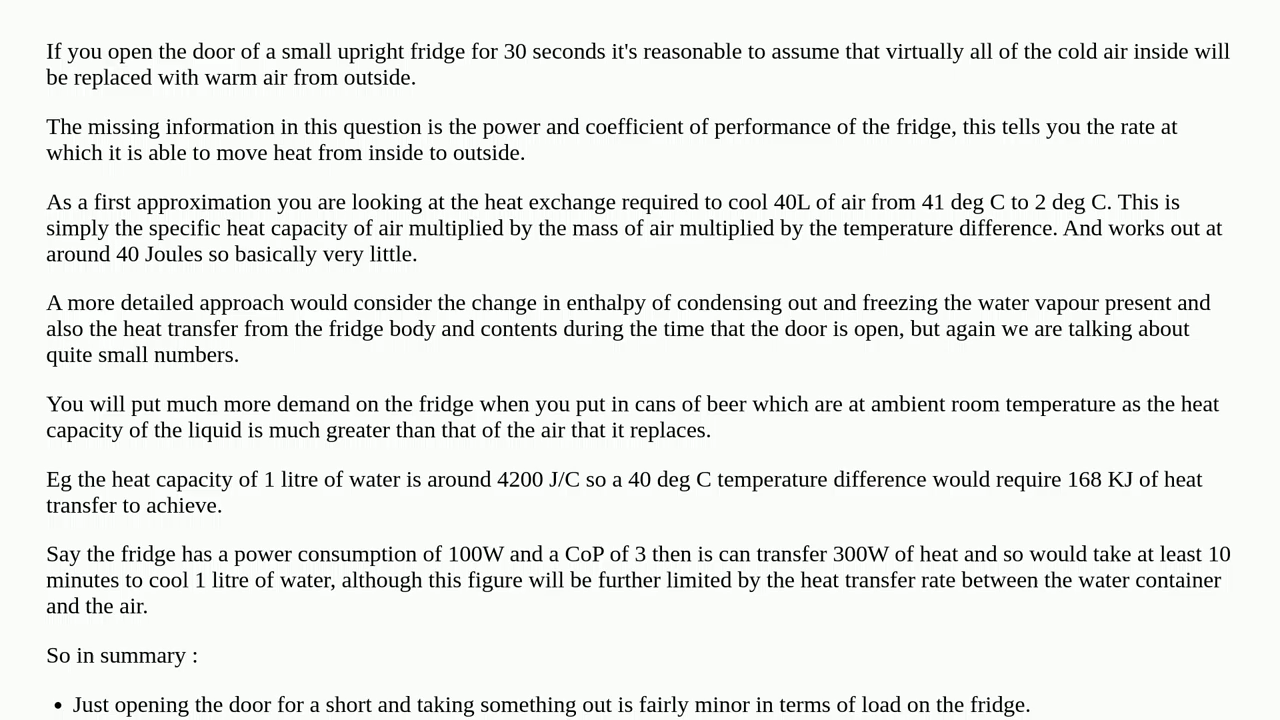 If you open the door of a small upright fridge for 30 seconds it's reasonable to assume that virtually all of the cold air inside will
be replaced with warm air from outside.
The missing information in this question is the power and coefficient of performance of the fridge, this tells you the rate at
which it is able to move heat from inside to outside.
As a first approximation you are looking at the heat exchange required to cool 40L of air from 41 deg C to 2 deg C. This is
simply the specific heat capacity of air multiplied by the mass of air multiplied by the temperature difference. And works out at
around 40 Joules so basically very little.
A more detailed approach would consider the change in enthalpy of condensing out and freezing the water vapour present and
also the heat transfer from the fridge body and contents during the time that the door is open, but again we are talking about
quite small numbers.
You will put much more demand on the fridge when you put in cans of beer which are at ambient room temperature as the heat
capacity of the liquid is much greater than that of the air that it replaces.
Eg the heat capacity of 1 litre of water is around 4200 J/C so a 40 deg C temperature difference would require 168 KJ of heat
transfer to achieve.
Say the fridge has a power consumption of 100W and a CoP of 3 then is can transfer 300W of heat and so would take at least 10
minutes to cool 1 litre of water, although this figure will be further limited by the heat transfer rate between the water container
and the air.
So in summary :
• Just opening the door for a short and taking something out is fairly minor in terms of load on the fridge.